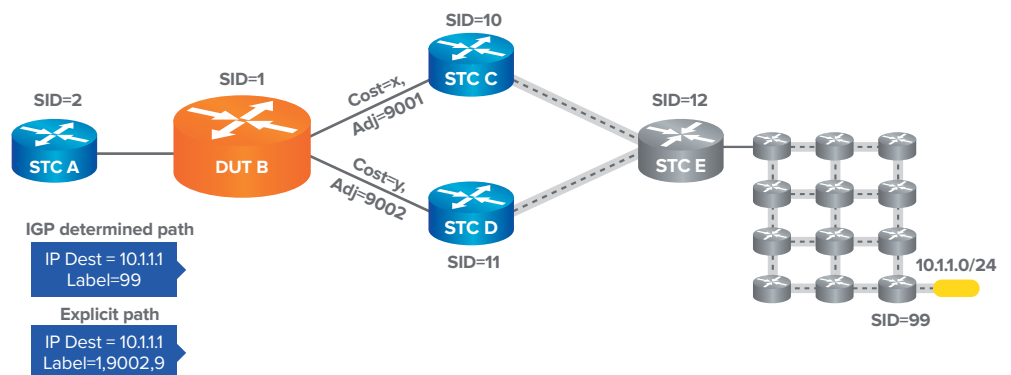 SID=10
STC C
SID=1
Cost=x,
Adj=9001
SID=2
SID=12
STC A
DUT B
STC E
Cost=y,
Adj=9002
STC D
IGP determined path
IP Dest = 10.1.1.1
Label=99
SID=11
10.1.1.0/24
Explicit path
SID=99
IP Dest = 10.1.1.1
Label=1,9002,9